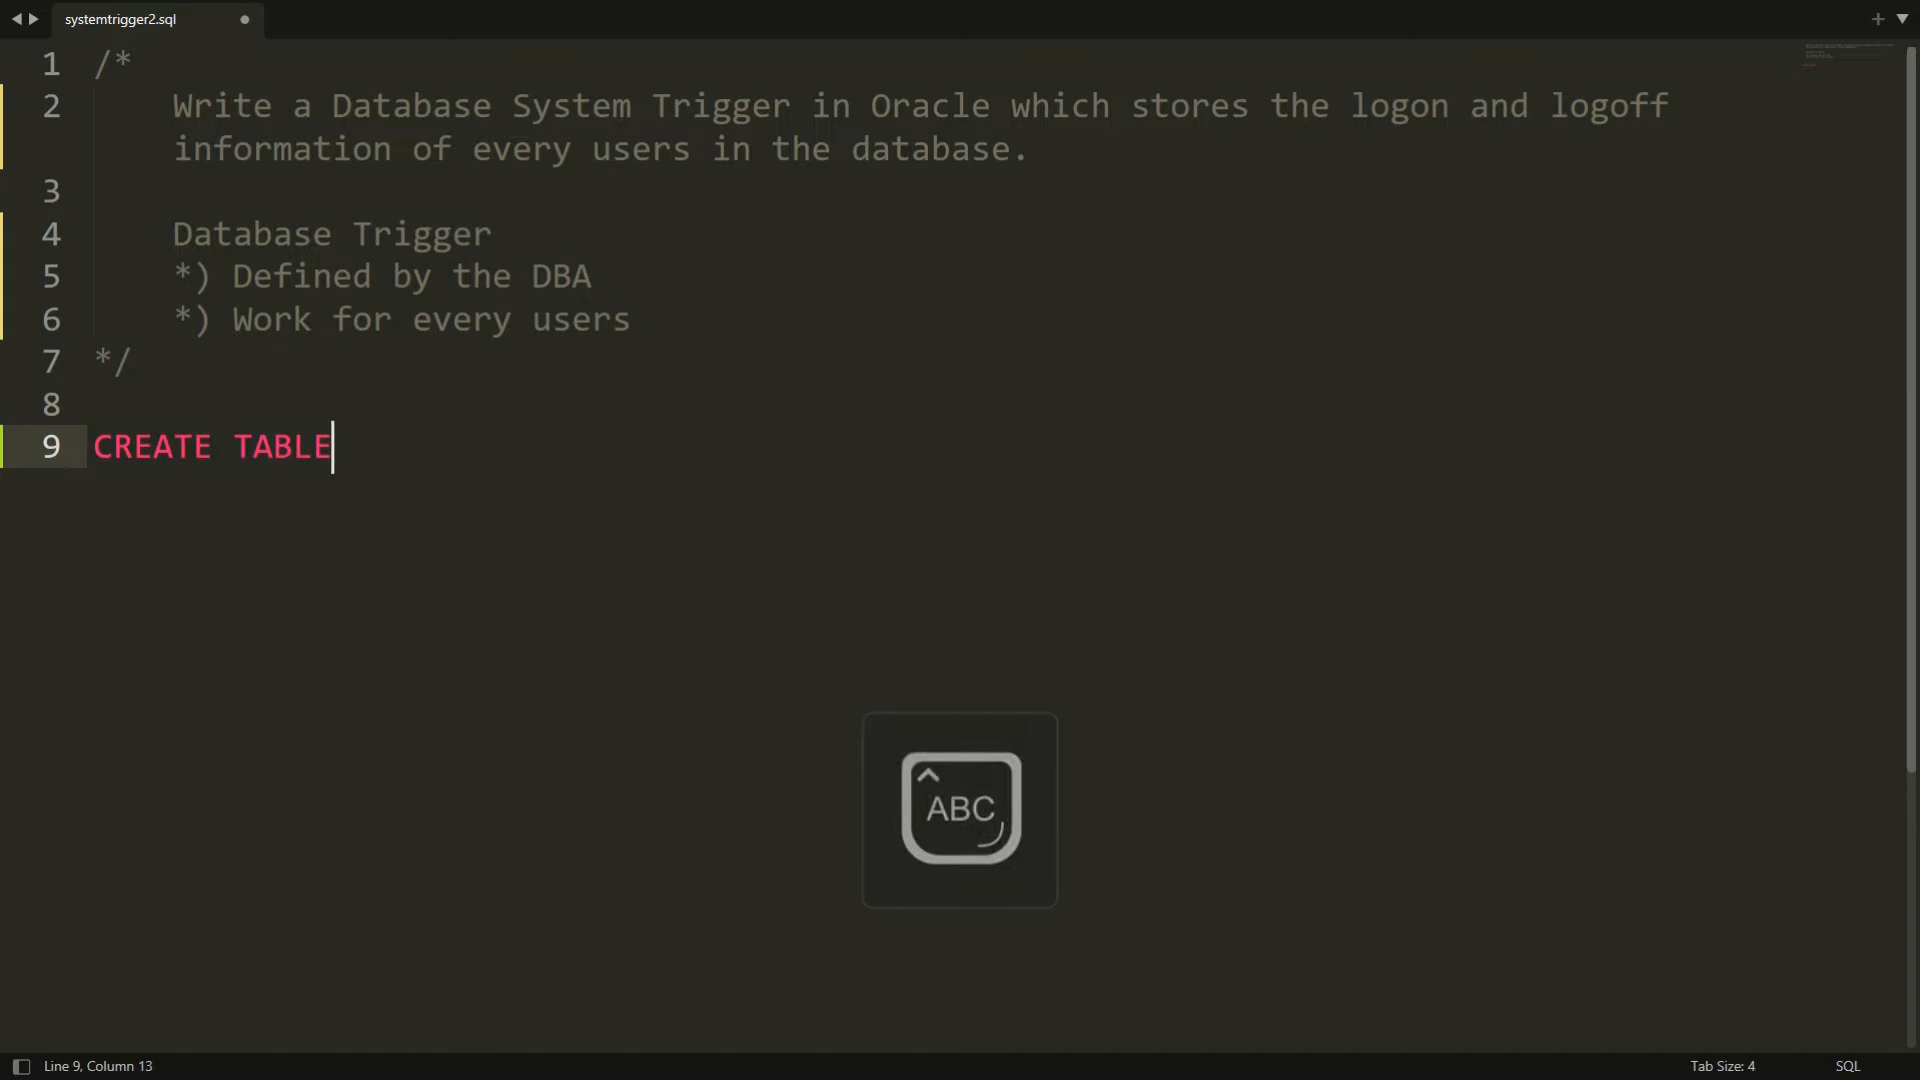 systemtrigger2.sql
1 /*
2 Write a Database System Trigger in Oracle which stores the logon and logoff
information of every users in the database.
3
4 Database Trigger
5 *) Defined by the DBA
6 *) Work for every users
7 */
8
9 CREATE TABLE
ABC
Line 9, Column 13
Tab Size: 4
SQL